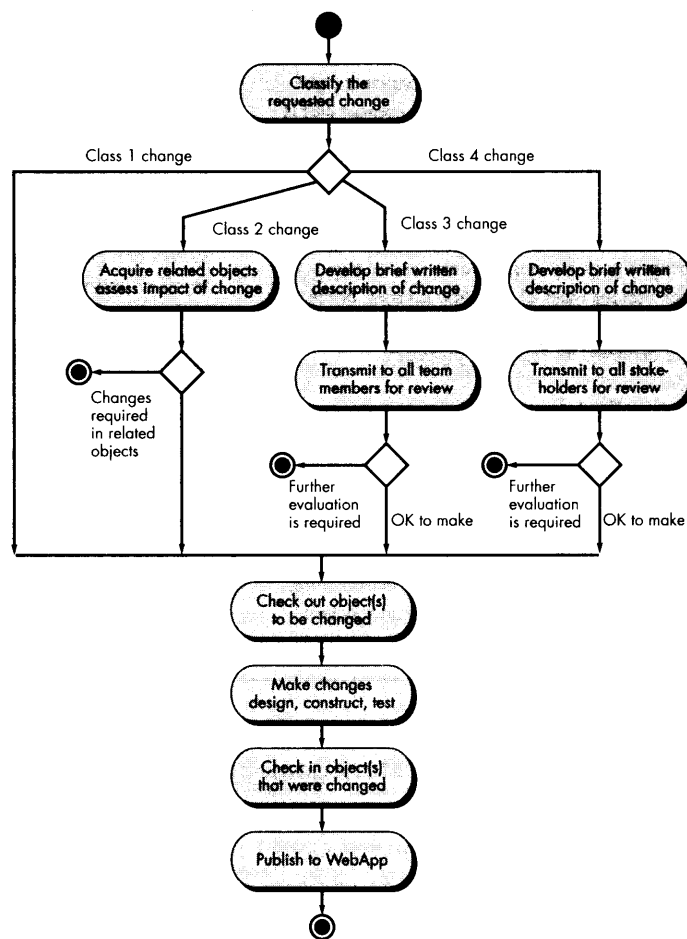 Classify the
requested change
Class 1 change
Class 4 change
Class 2 change
Class 3 change
Acquire related objects
assess impact of change
Develop brief written
description of change
Develop brief written
description of change
Transmit to all team
members for review
Transmit to all stake-
holders for review
Changes
required
in related
objects
Further
evaluation
is required
OK to make
Further
evaluation
is required
OK to make
Check out object(s)
to be changed
Make changes
design, construct, test
Check in object(s)
that were changed
Publish to WebApp